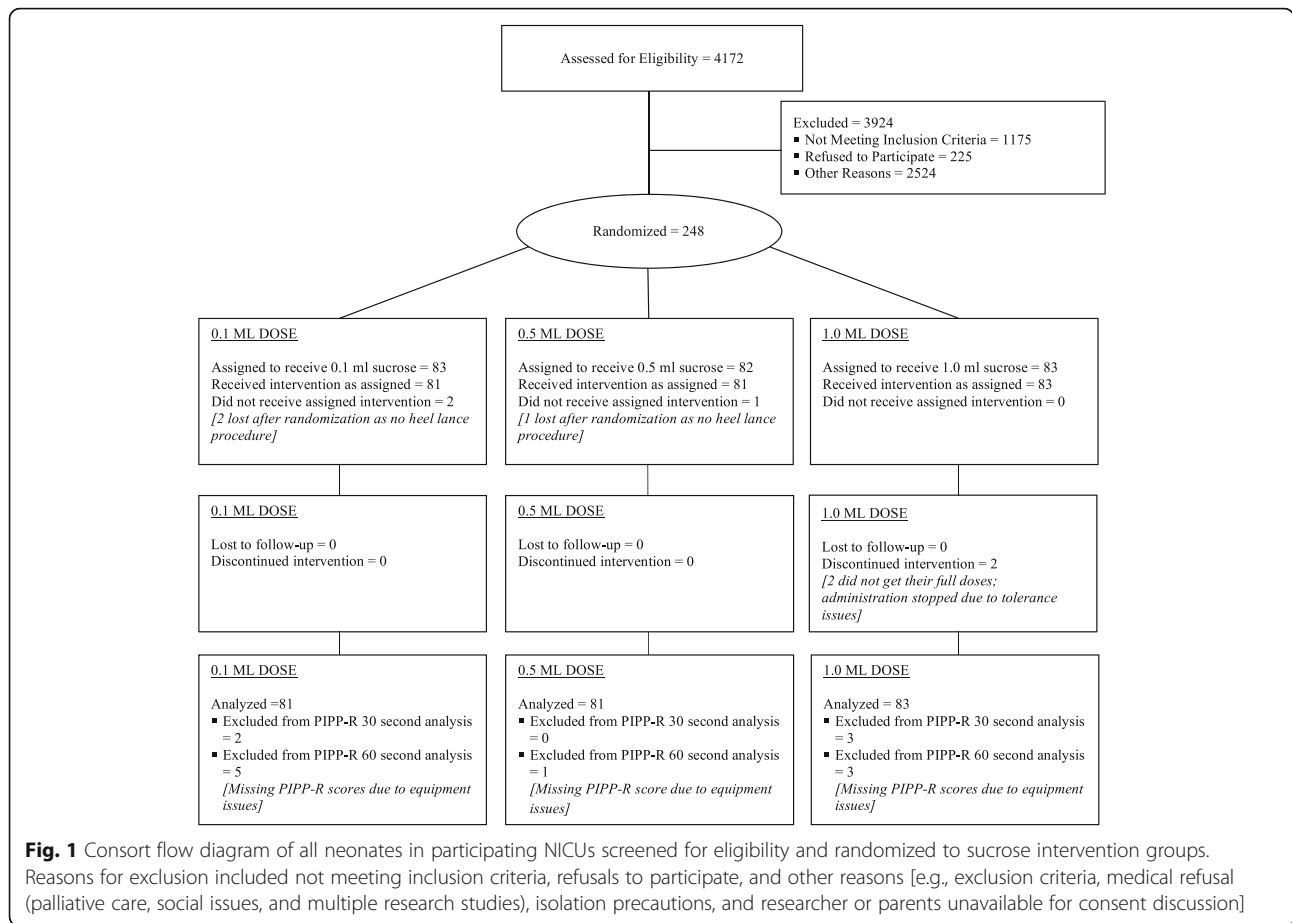 Assessed for Eligibility = 4172
Excluded = 3924
▪ Not Meeting Inclusion Criteria = 1175
▪ Refused to Participate = 225
▪ Other Reasons = 2524
Randomized = 248
0.1 ML DOSE
Assigned to receive 0.1 ml sucrose = 83
Received intervention as assigned = 81
Did not receive assigned intervention = 2
[2 lost after randomization as no heel lance
procedure]
0.5 ML DOSE
Assigned to receive 0.5 ml sucrose = 82
Received intervention as assigned = 81
Did not receive assigned intervention = 1
[1 lost after randomization as no heel lance
procedure]
1.0 ML DOSE
Assigned to receive 1.0 ml sucrose = 83
Received intervention as assigned = 83
Did not receive assigned intervention = 0
0.1 ML DOSE
Lost to follow-up = 0
Discontinued intervention = 0
0.5 ML DOSE
Lost to follow-up = 0
Discontinued intervention = 0
1.0 ML DOSE
Lost to follow-up = 0
Discontinued intervention = 2
[2 did not get their full doses;
administration stopped due to tolerance
issues]
0.1 ML DOSE
Analyzed =81
▪ Excluded from PIPP-R 30 second analysis
= 2
▪ Excluded from PIPP-R 60 second analysis
= 5
[Missing PIPP-R scores due to equipment
issues]
0.5 ML DOSE
Analyzed = 81
▪ Excluded from PIPP-R 30 second analysis
= 0
▪ Excluded from PIPP-R 60 second analysis
= 1
[Missing PIPP-R score due to equipment
issues]
1.0 ML DOSE
Analyzed = 83
▪ Excluded from PIPP-R 30 second analysis
= 3
▪ Excluded from PIPP-R 60 second analysis
= 3
[Missing PIPP-R scores due to equipment
issues]
Fig. 1 Consort flow diagram of all neonates in participating NICUs screened for eligibility and randomized to sucrose intervention groups.
Reasons for exclusion included not meeting inclusion criteria, refusals to participate, and other reasons [e.g., exclusion criteria, medical refusal
(palliative care, social issues, and multiple research studies), isolation precautions, and researcher or parents unavailable for consent discussion]